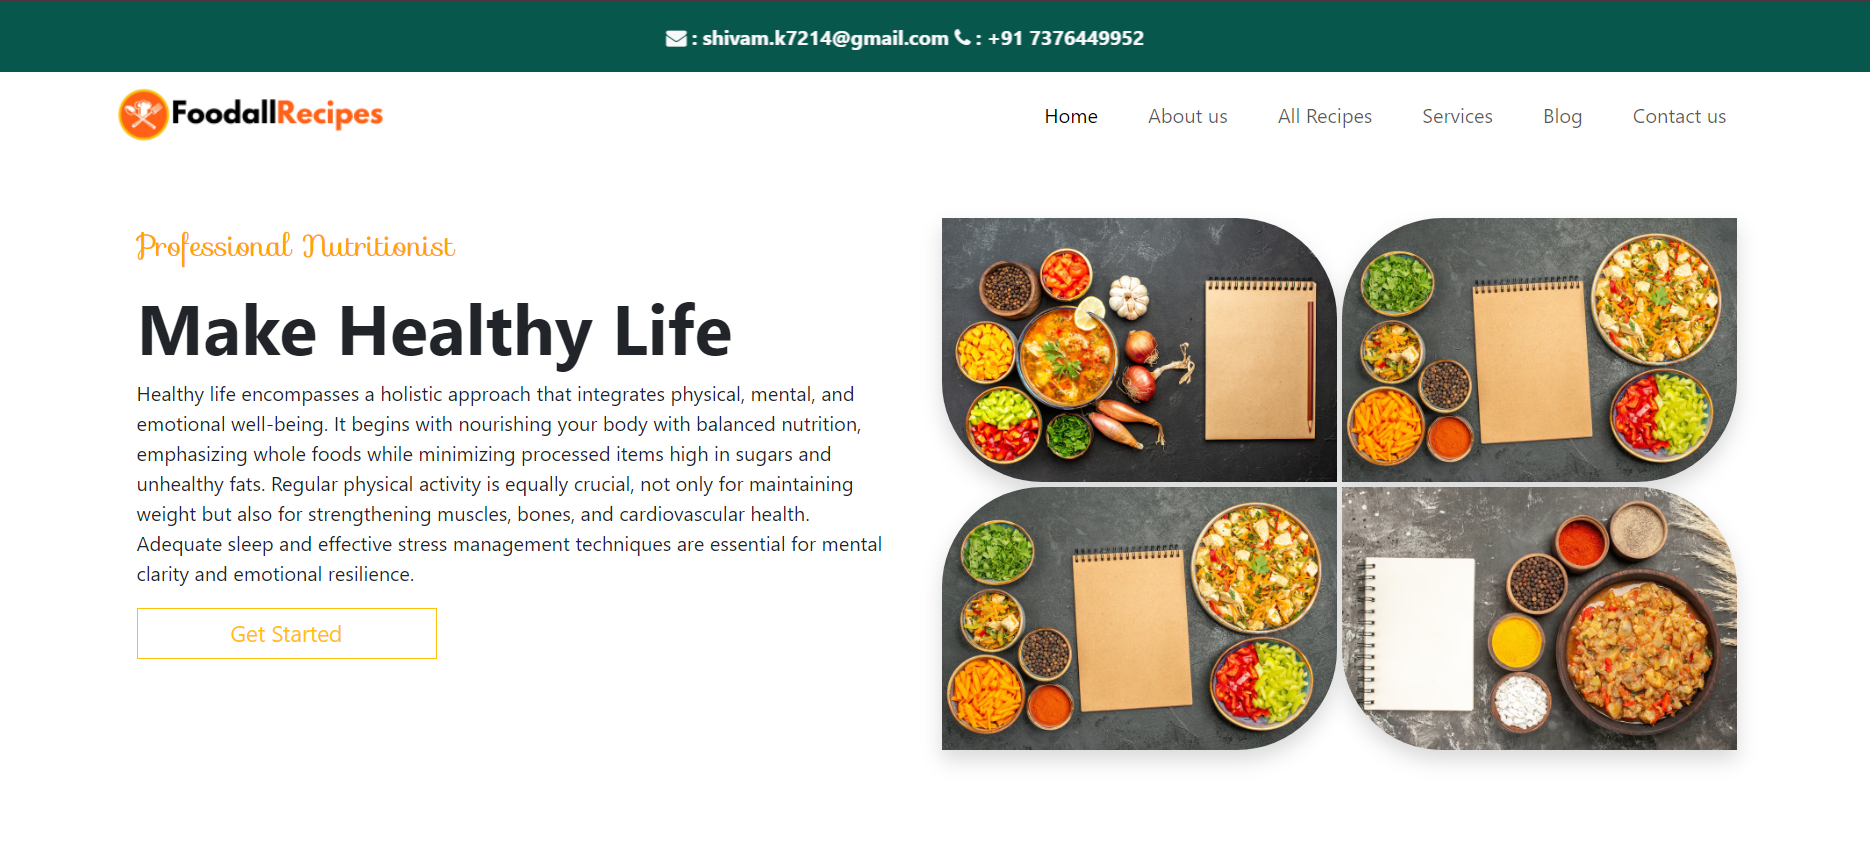 : shivam.k7214@gmail.com : +91 7376449952
FoodallRecipes
Home About us All Recipes Services Blog Contact us
Professional Nutritionist
Make Healthy Life
Healthy life encompasses a holistic approach that integrates physical, mental, and
emotional well-being. It begins with nourishing your body with balanced nutrition,
emphasizing whole foods while minimizing processed items high in sugars and
unhealthy fats. Regular physical activity is equally crucial, not only for maintaining
weight but also for strengthening muscles, bones, and cardiovascular health.
Adequate sleep and effective stress management techniques are essential for mental
clarity and emotional resilience.
Get Started